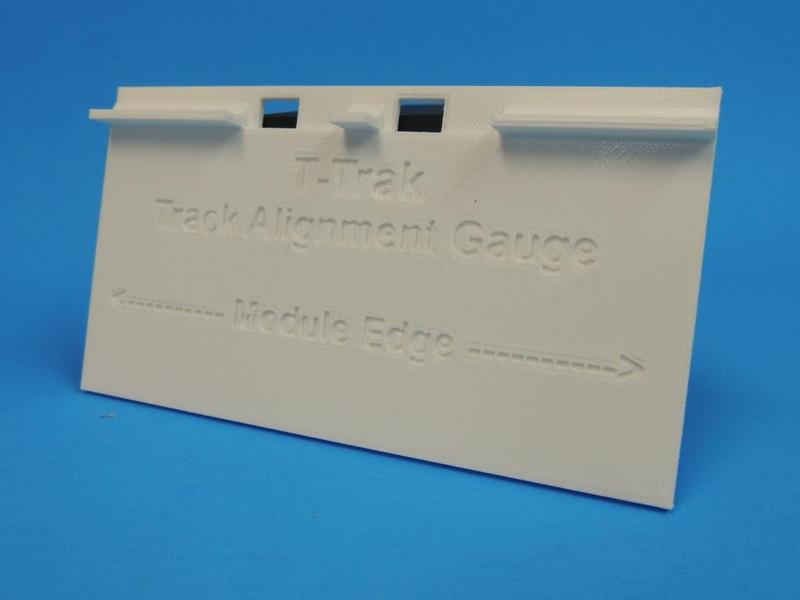 T-Trak
Track Alignment Gauge
<----- Module Edge ----->